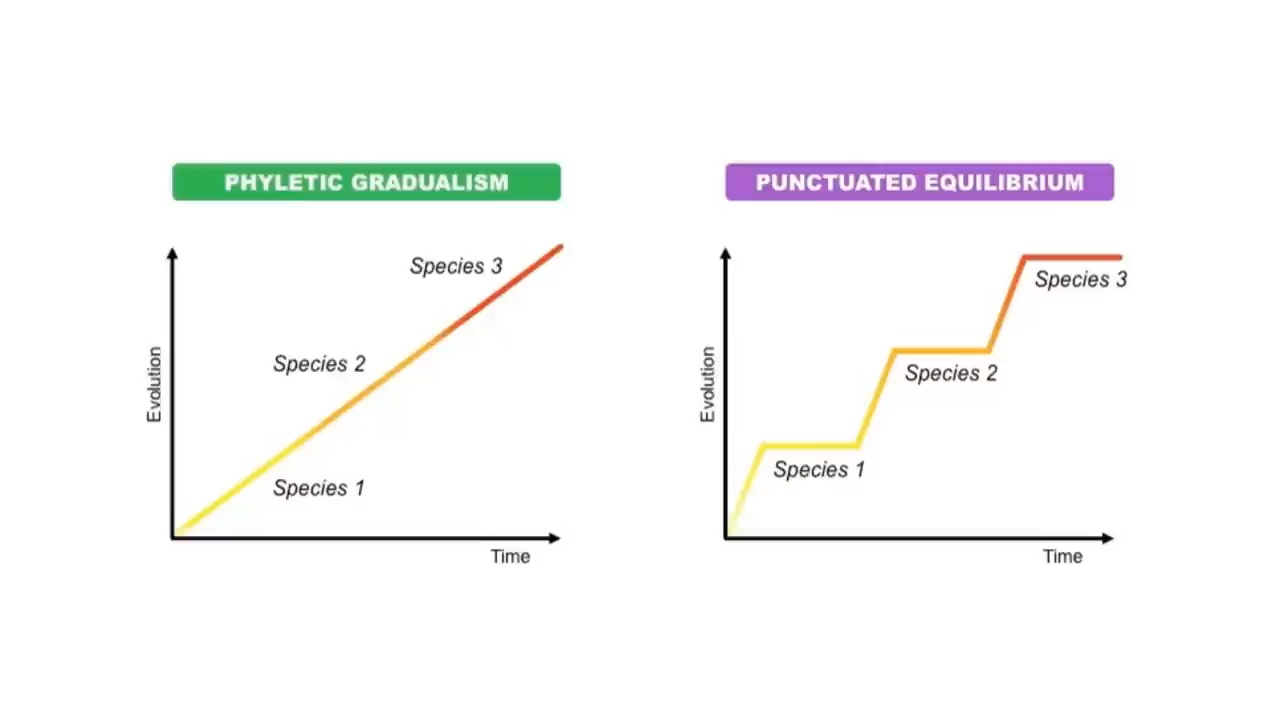 PHYLETIC GRADUALISM
Species 3
Species 2
Species 1
Evolution
Time
PUNCTUATED EQUILIBRIUM
Species 3
Species 2
Species 1
Evolution
Time